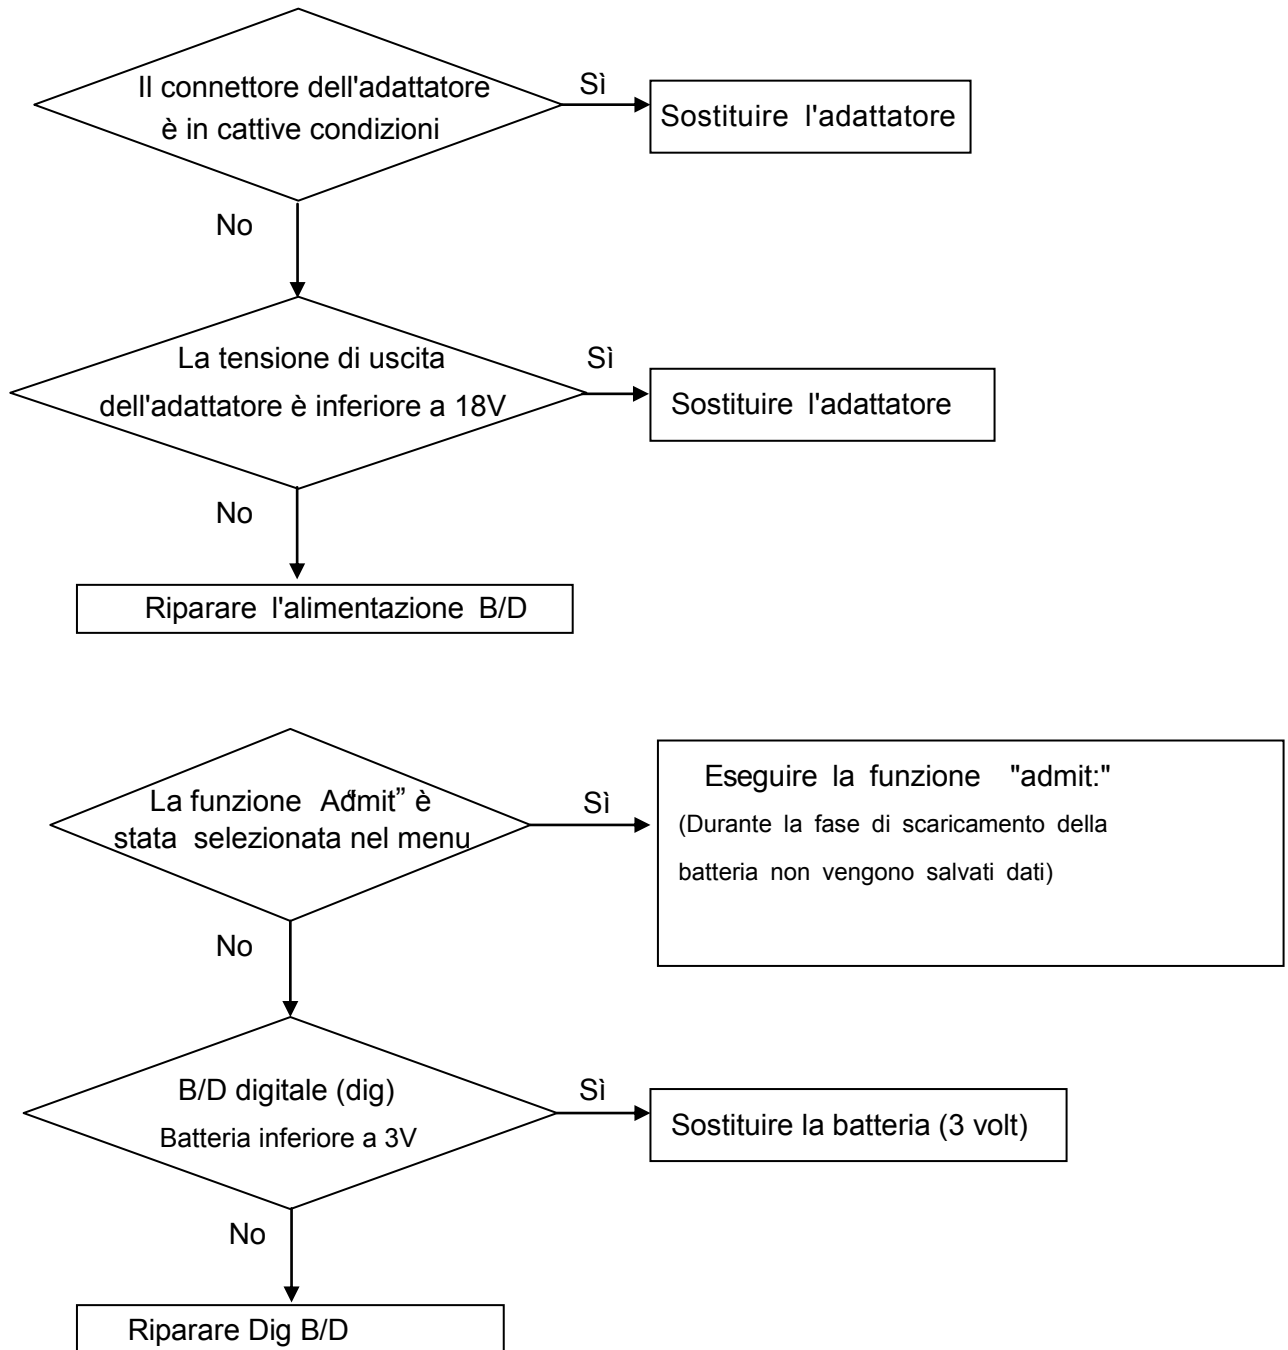 Il connettore dell'adattatore
è in cattive condizioni
Sì
Sostituire l'adattatore
No
La tensione di uscita
dell'adattatore è inferiore a 18V
Sì
Sostituire l'adattatore
No
Riparare l'alimentazione B/D
La funzione “Admit” è
stata selezionata nel menu
Sì
Eseguire la funzione "admit:"
(Durante la fase di scaricamento della
batteria non vengono salvati dati)
No
B/D digitale (dig)
Batteria inferiore a 3V
Sì
Sostituire la batteria (3 volt)
No
Riparare Dig B/D